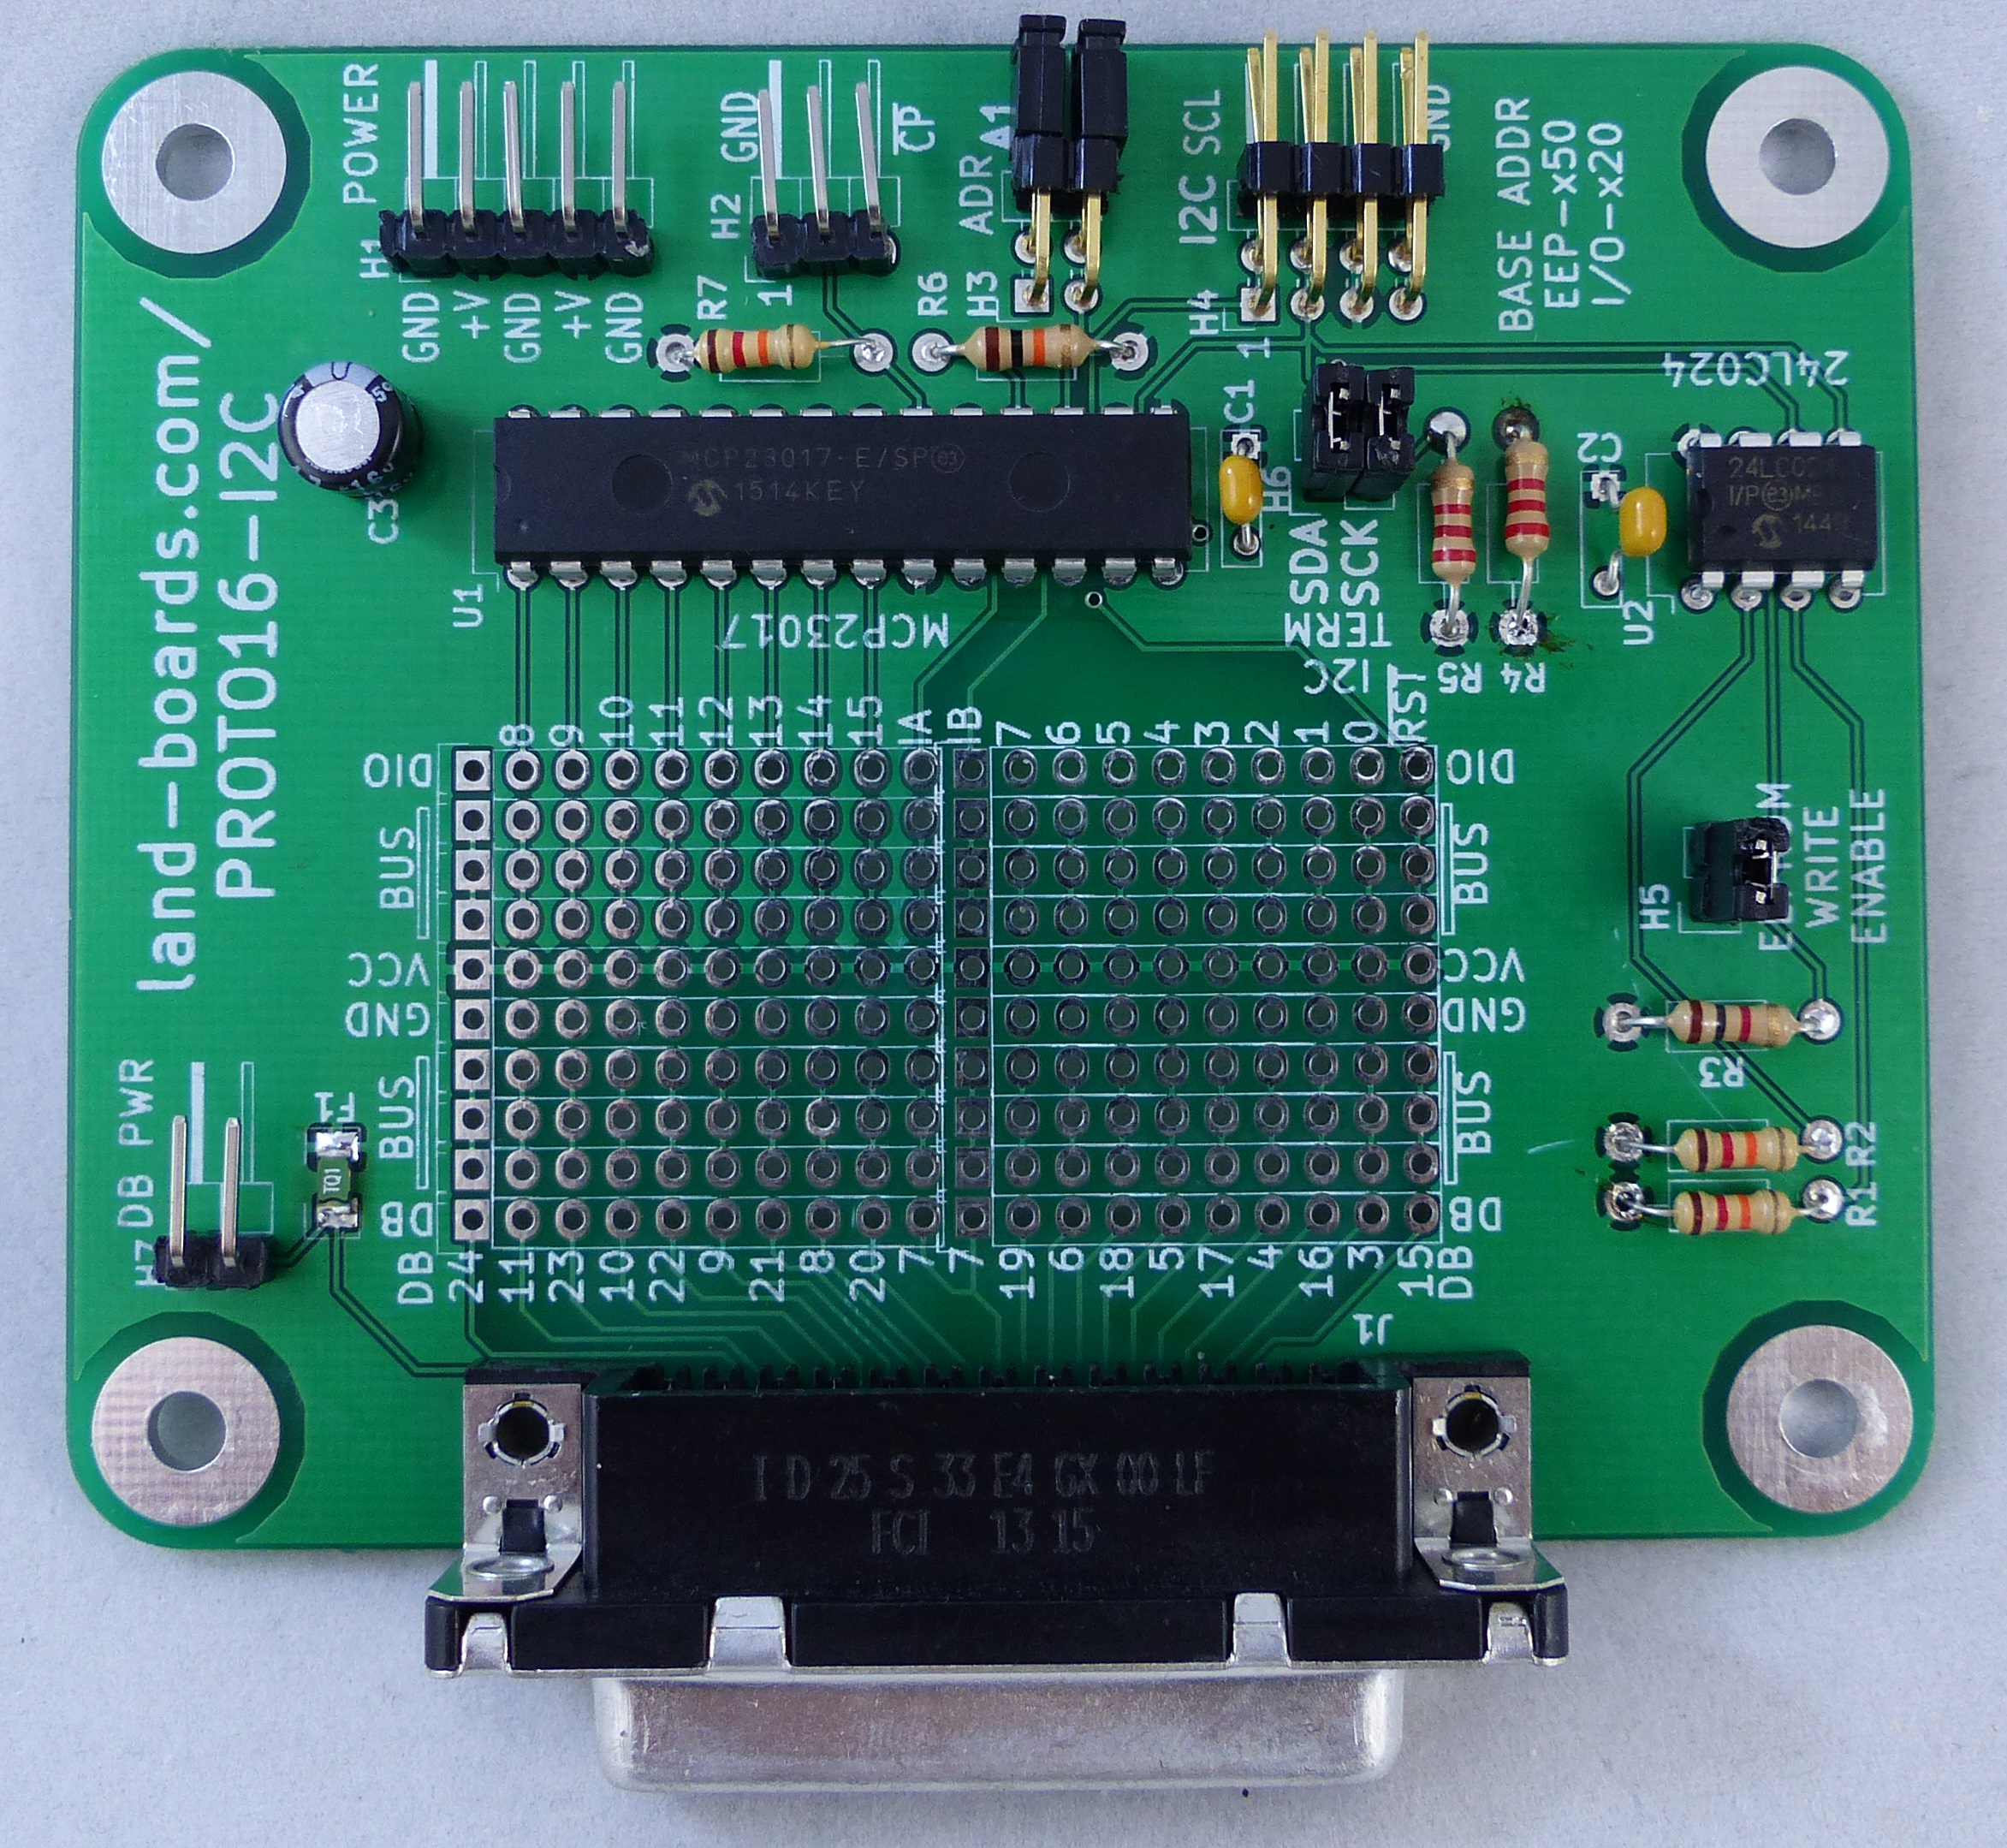 land-boards.com/
PROTO16-I2C
H1 POWER
GND
+V
GND
+V
GND
H2 GND
CP
1
R7
R6
H3
ADR A1
I2C SCL
GND
H4
1
BASE ADDR
EEP-x50
I/O-x20
24LC024
C3
MCP23017-E/SP e3
1514KEY
U1
MCP23017
C1
H6
SDA
SCK
I2C TERM
R5 R4
C2
U2
I/P e3
RST
8 9 10 11 12 13 14 15 IA IB 7 6 5 4 3 2 1 0
DIO DIO
BUS BUS
VCC VCC
GND GND
BUS BUS
DB DB
DB 24 11 23 10 22 9 21 8 20 7 7 19 6 18 5 17 4 16 3 15 DB
H5
WRITE
ENABLE
R3
R1 R2
H7 DB PWR
T1
J1
I D 25 S 33 E4 GX 00 LF
FCI 13 15